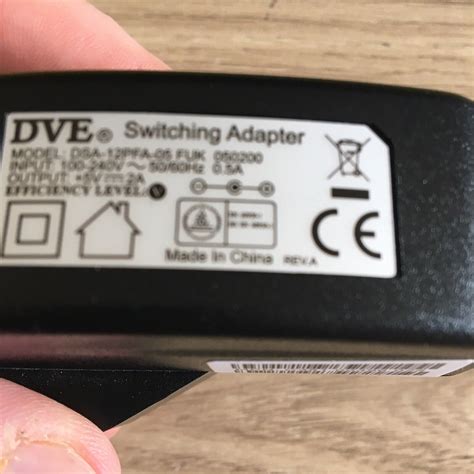 DVE® Switching Adapter
MODEL: DSA-12PFA-05 FUK 050200
INPUT: 100-240V~ 50/60Hz 0.5A
OUTPUT: +5V⎓2A
EFFICIENCY LEVEL: V
CE
Made In China REV.A